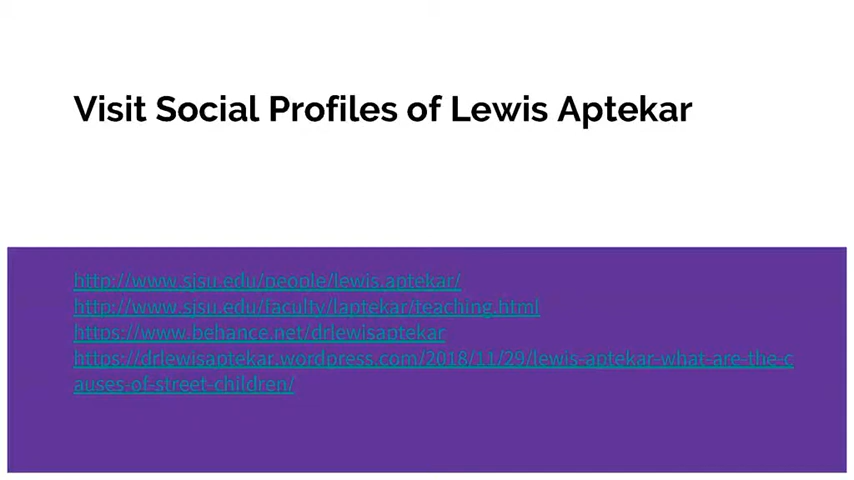 Visit Social Profiles of Lewis Aptekar
http://www.sjsu.edu/people/lewis.aptekar/
http://www.sjsu.edu/faculty/laptekar/teaching.html
https://www.behance.net/drlewisaptekar
https://drlewisaptekar.wordpress.com/2018/11/29/lewis-aptekar-what-are-the-c
auses-of-street-children/